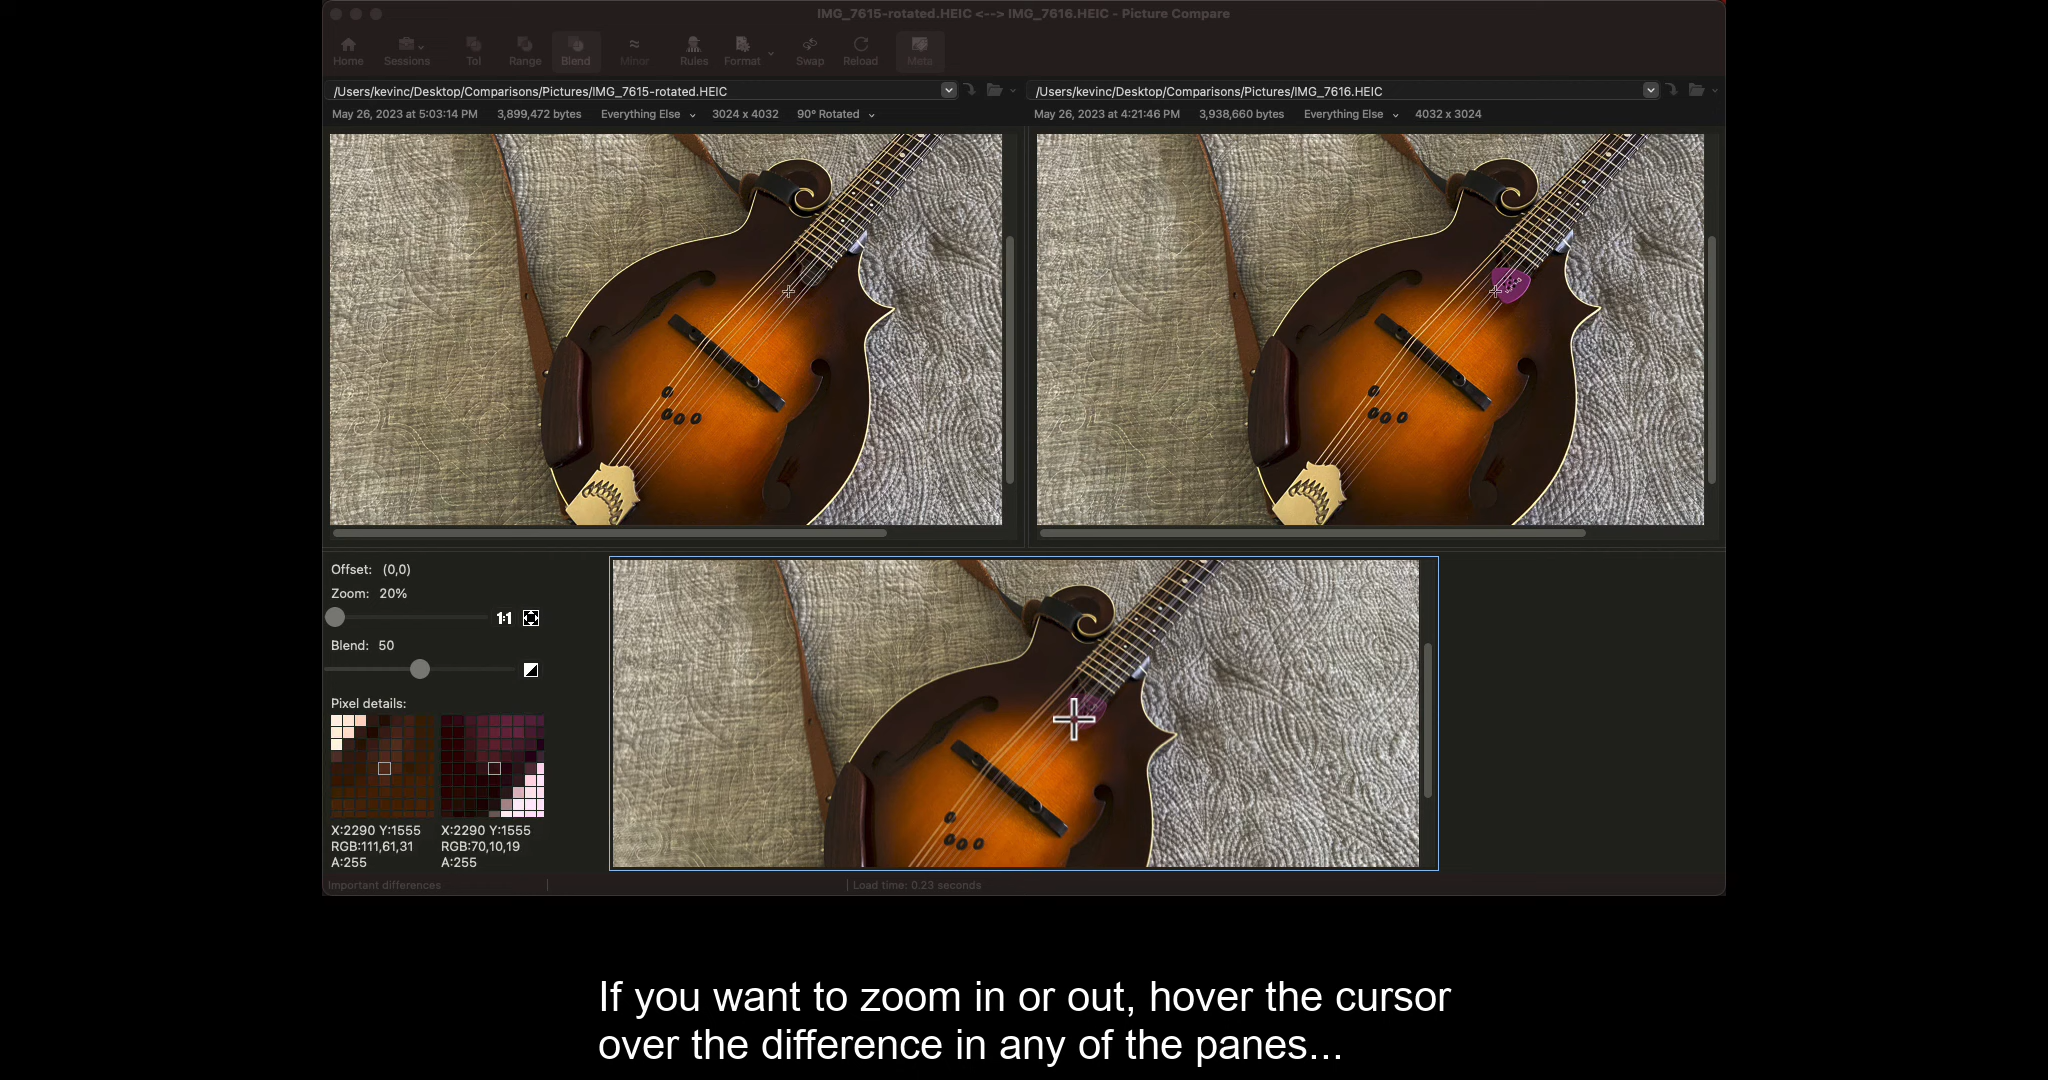 IMG_7615-rotated.HEIC <--> IMG_7616.HEIC - Picture Compare
Home Sessions Tol Range Blend Minor Rules Format Swap Reload Meta
/Users/kevinc/Desktop/Comparisons/Pictures/IMG_7615-rotated.HEIC
/Users/kevinc/Desktop/Comparisons/Pictures/IMG_7616.HEIC
May 26, 2023 at 5:03:14 PM 3,899,472 bytes Everything Else 3024 x 4032 90° Rotated
May 26, 2023 at 4:21:46 PM 3,938,660 bytes Everything Else 4032 x 3024
Offset: (0,0)
Zoom: 20%
1:1
Blend: 50
Pixel details:
X:2290 Y:1555 X:2290 Y:1555
RGB:111,61,31 RGB:70,10,19
A:255 A:255
Important differences Load time: 0.23 seconds
If you want to zoom in or out, hover the cursor
over the difference in any of the panes...